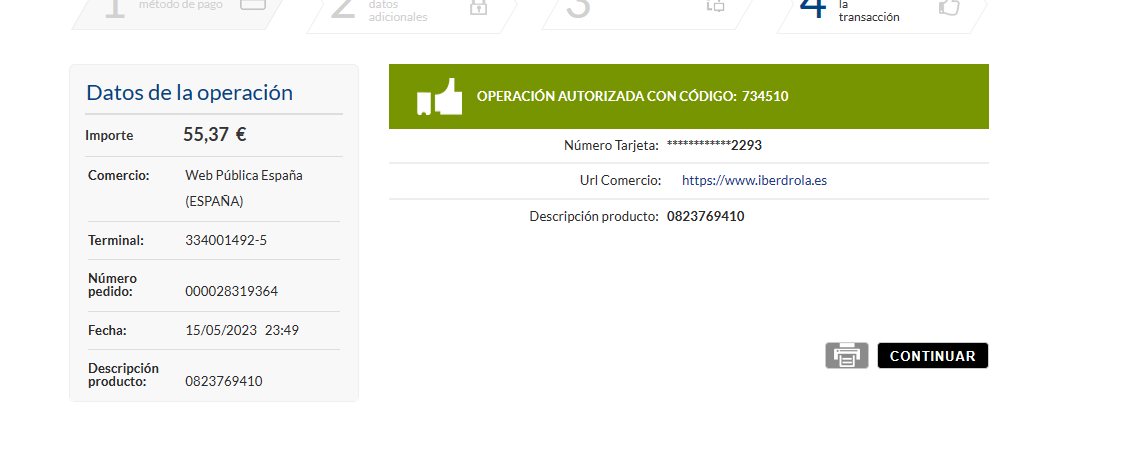 1 método de pago
2 datos
adicionales
3
4 la
transacción
Datos de la operación
Importe 55,37 €
Comercio: Web Pública España
(ESPAÑA)
Terminal: 334001492-5
Número
pedido: 000028319364
Fecha: 15/05/2023 23:49
Descripción
producto: 0823769410
OPERACIÓN AUTORIZADA CON CÓDIGO: 734510
Número Tarjeta: ************2293
Url Comercio: https://www.iberdrola.es
Descripción producto: 0823769410
CONTINUAR